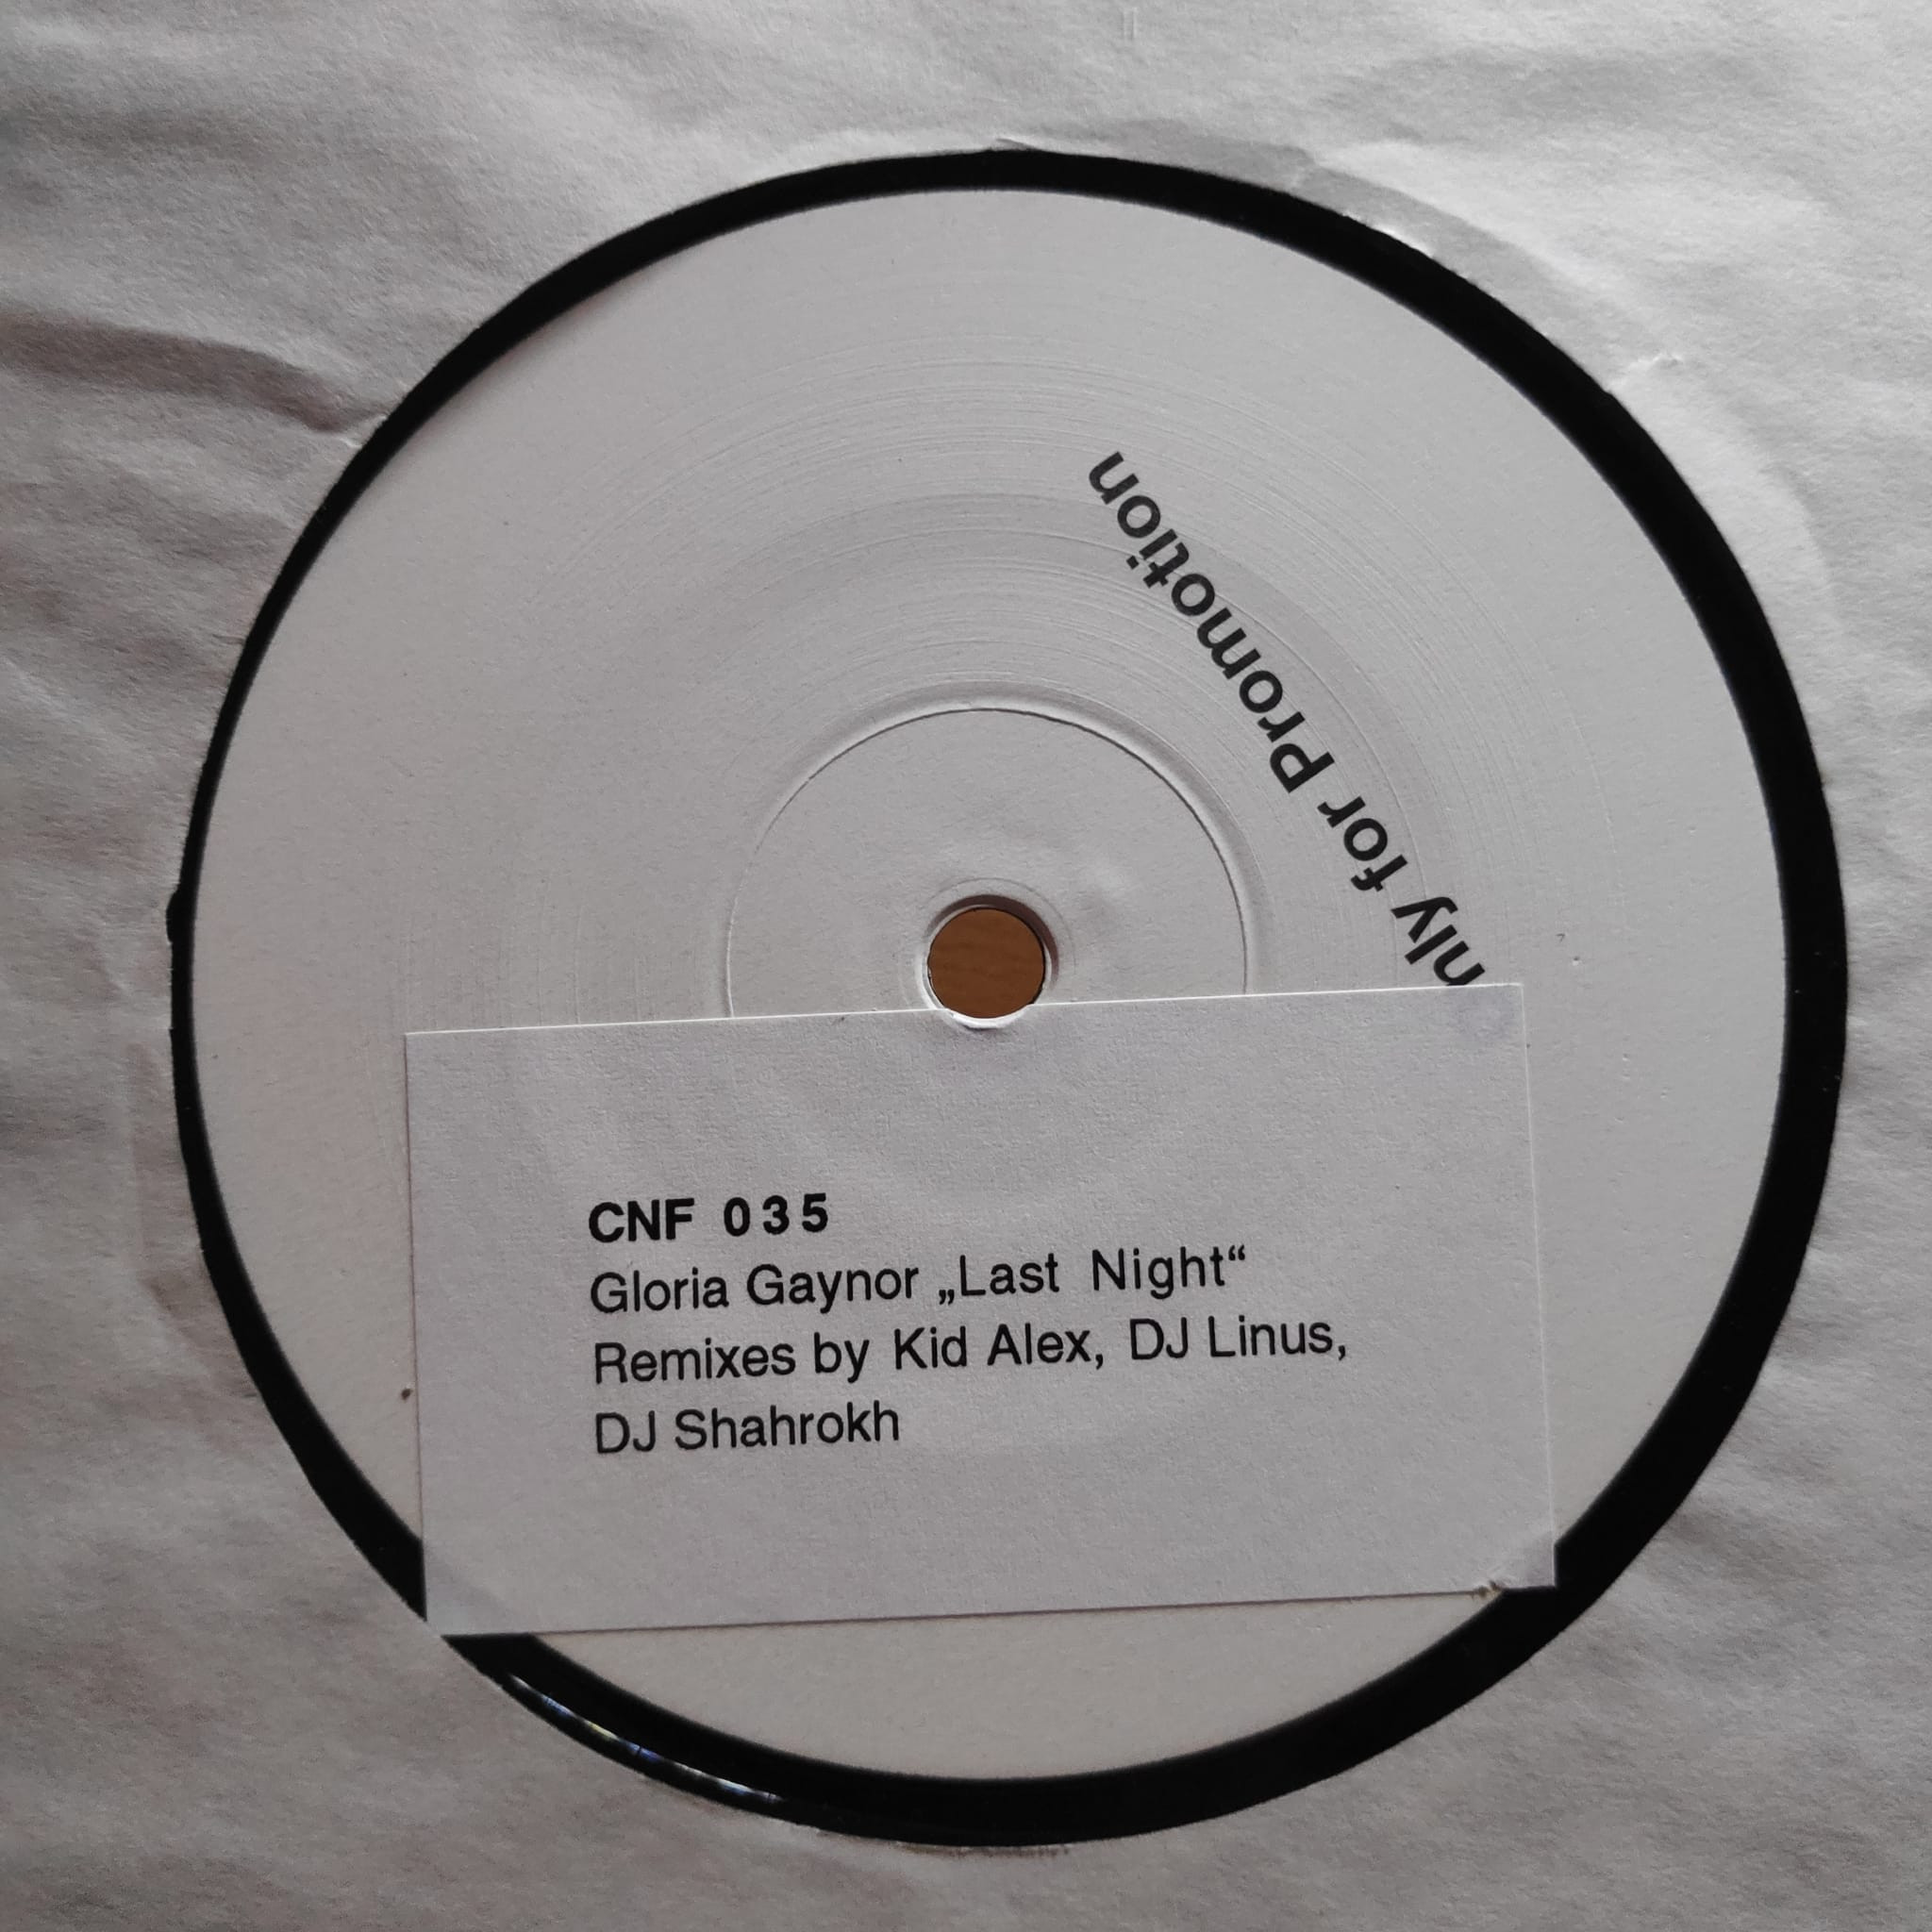 nly for Promotion
CNF 035
Gloria Gaynor „Last Night“
Remixes by Kid Alex, DJ Linus,
DJ Shahrokh